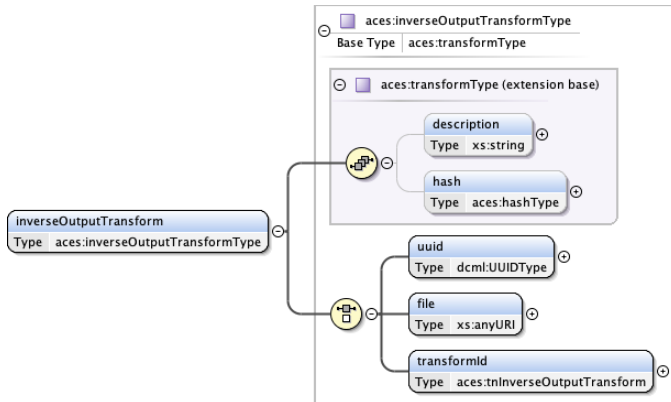 aces:inverseOutputTransformType
Base Type aces:transformType
aces:transformType (extension base)
description
Type xs:string
hash
Type aces:hashType
inverseOutputTransform
Type aces:inverseOutputTransformType
uuid
Type dcml:UUIDType
file
Type xs:anyURI
transformId
Type aces:tnInverseOutputTransform